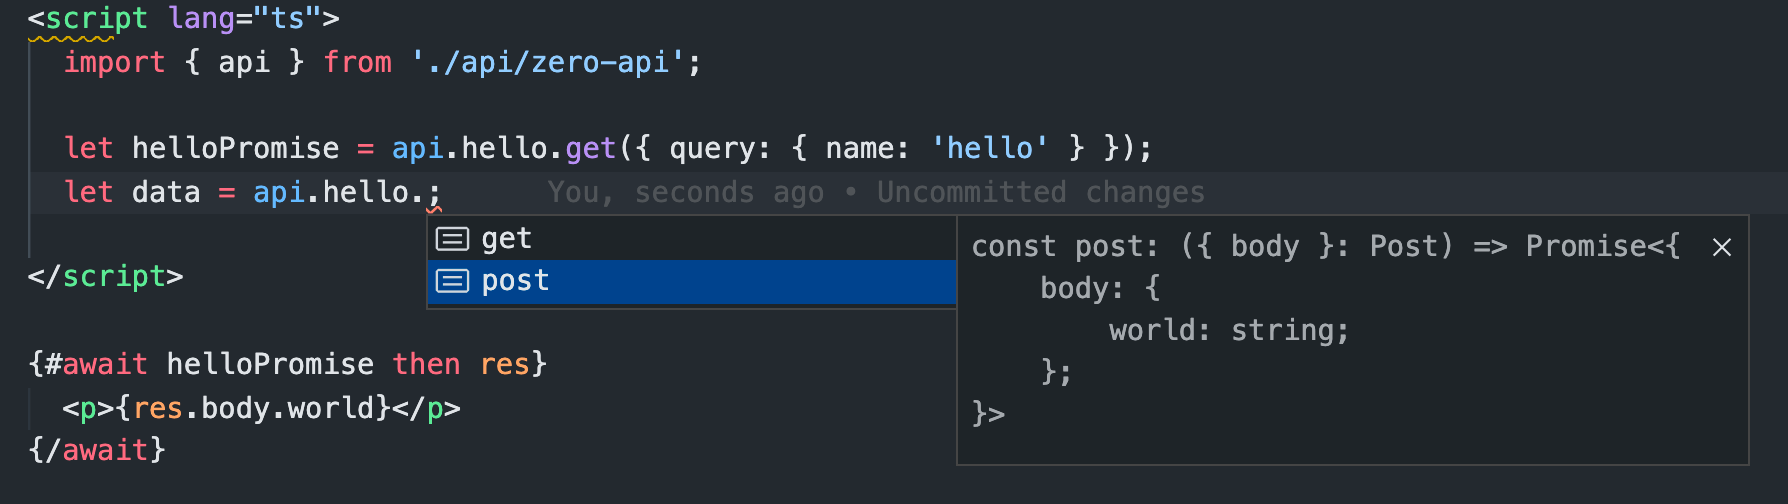 <script lang="ts">
import { api } from './api/zero-api';
let helloPromise = api.hello.get({ query: { name: 'hello' } });
let data = api.hello.; You, seconds ago • Uncommitted changes
get
post
const post: ({ body }: Post) => Promise<{
body: {
world: string;
};
}>
</script>
{#await helloPromise then res}
<p>{res.body.world}</p>
{/await}